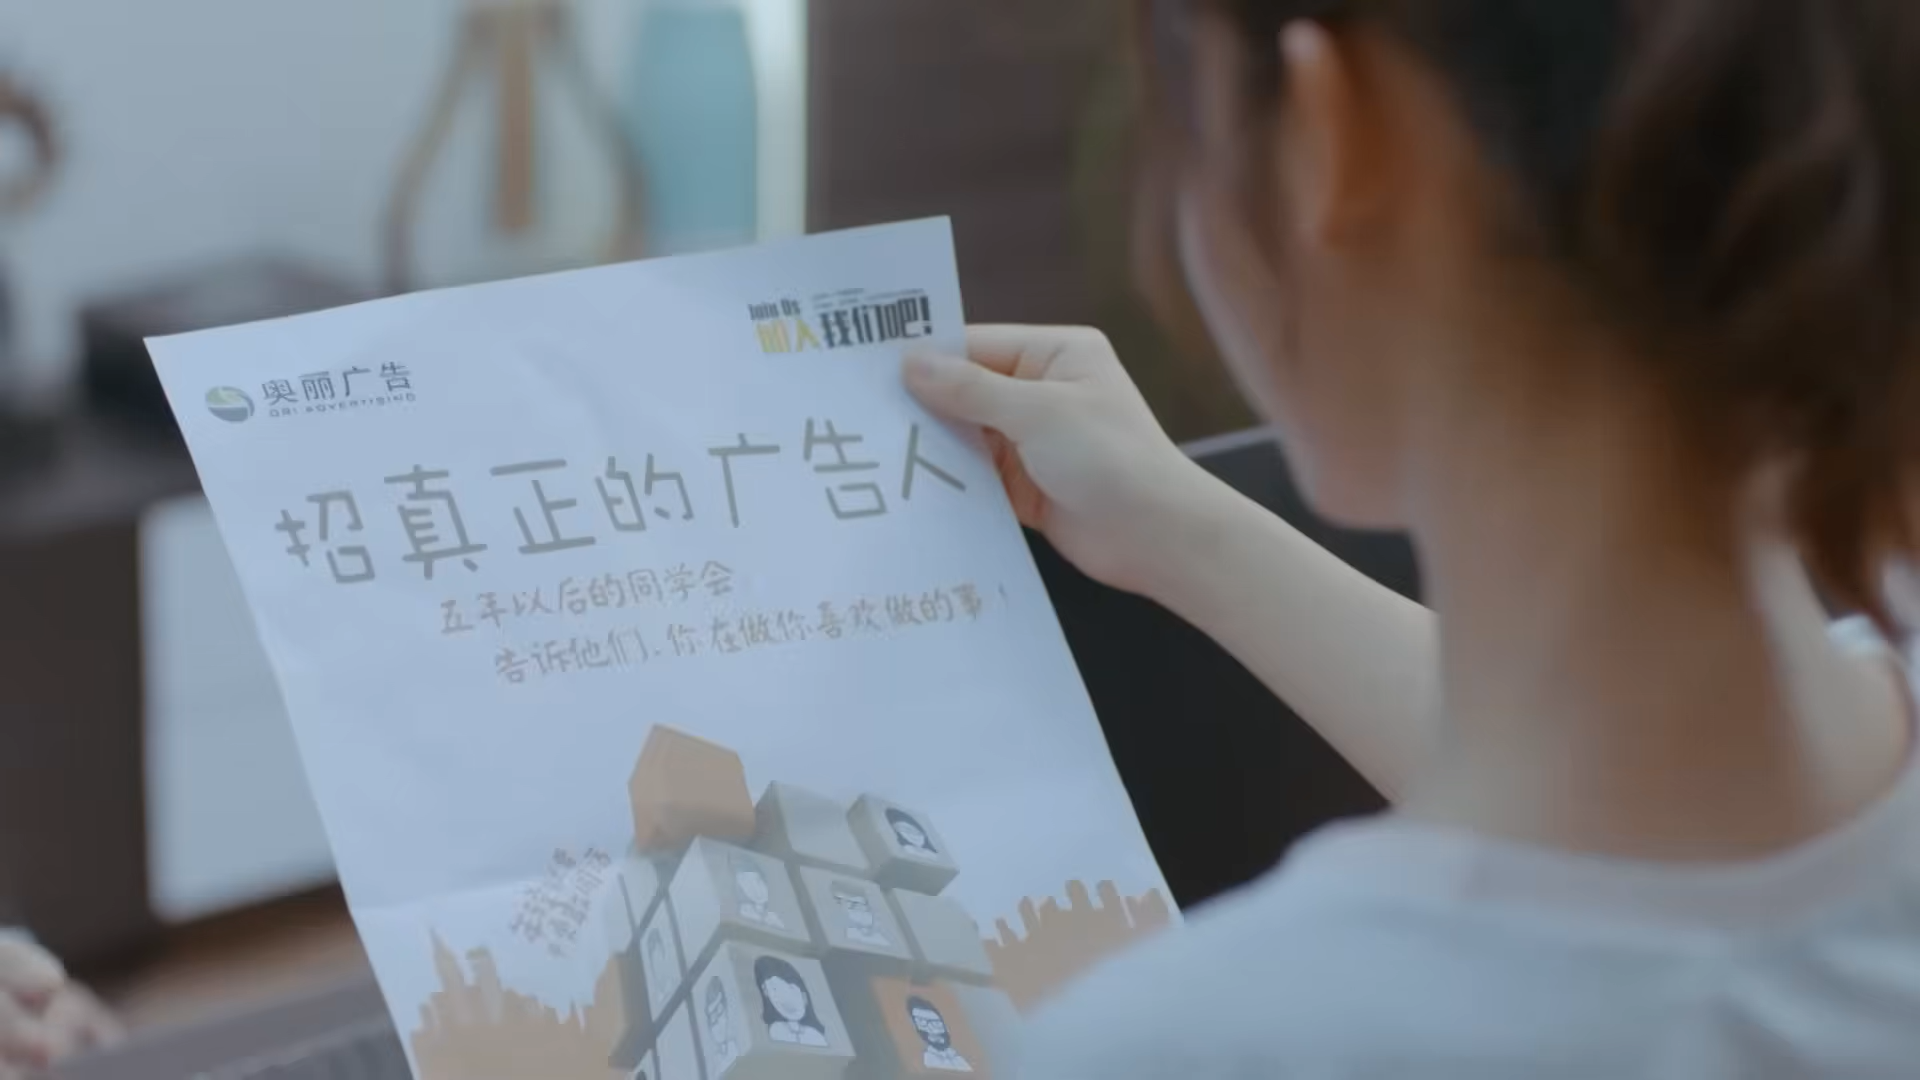 Join Us
加入我们吧!
奥丽广告
ORI ADVERTISING
招真正的广告人
五年以后的同学会
告诉他们，你在做你喜欢做的事！